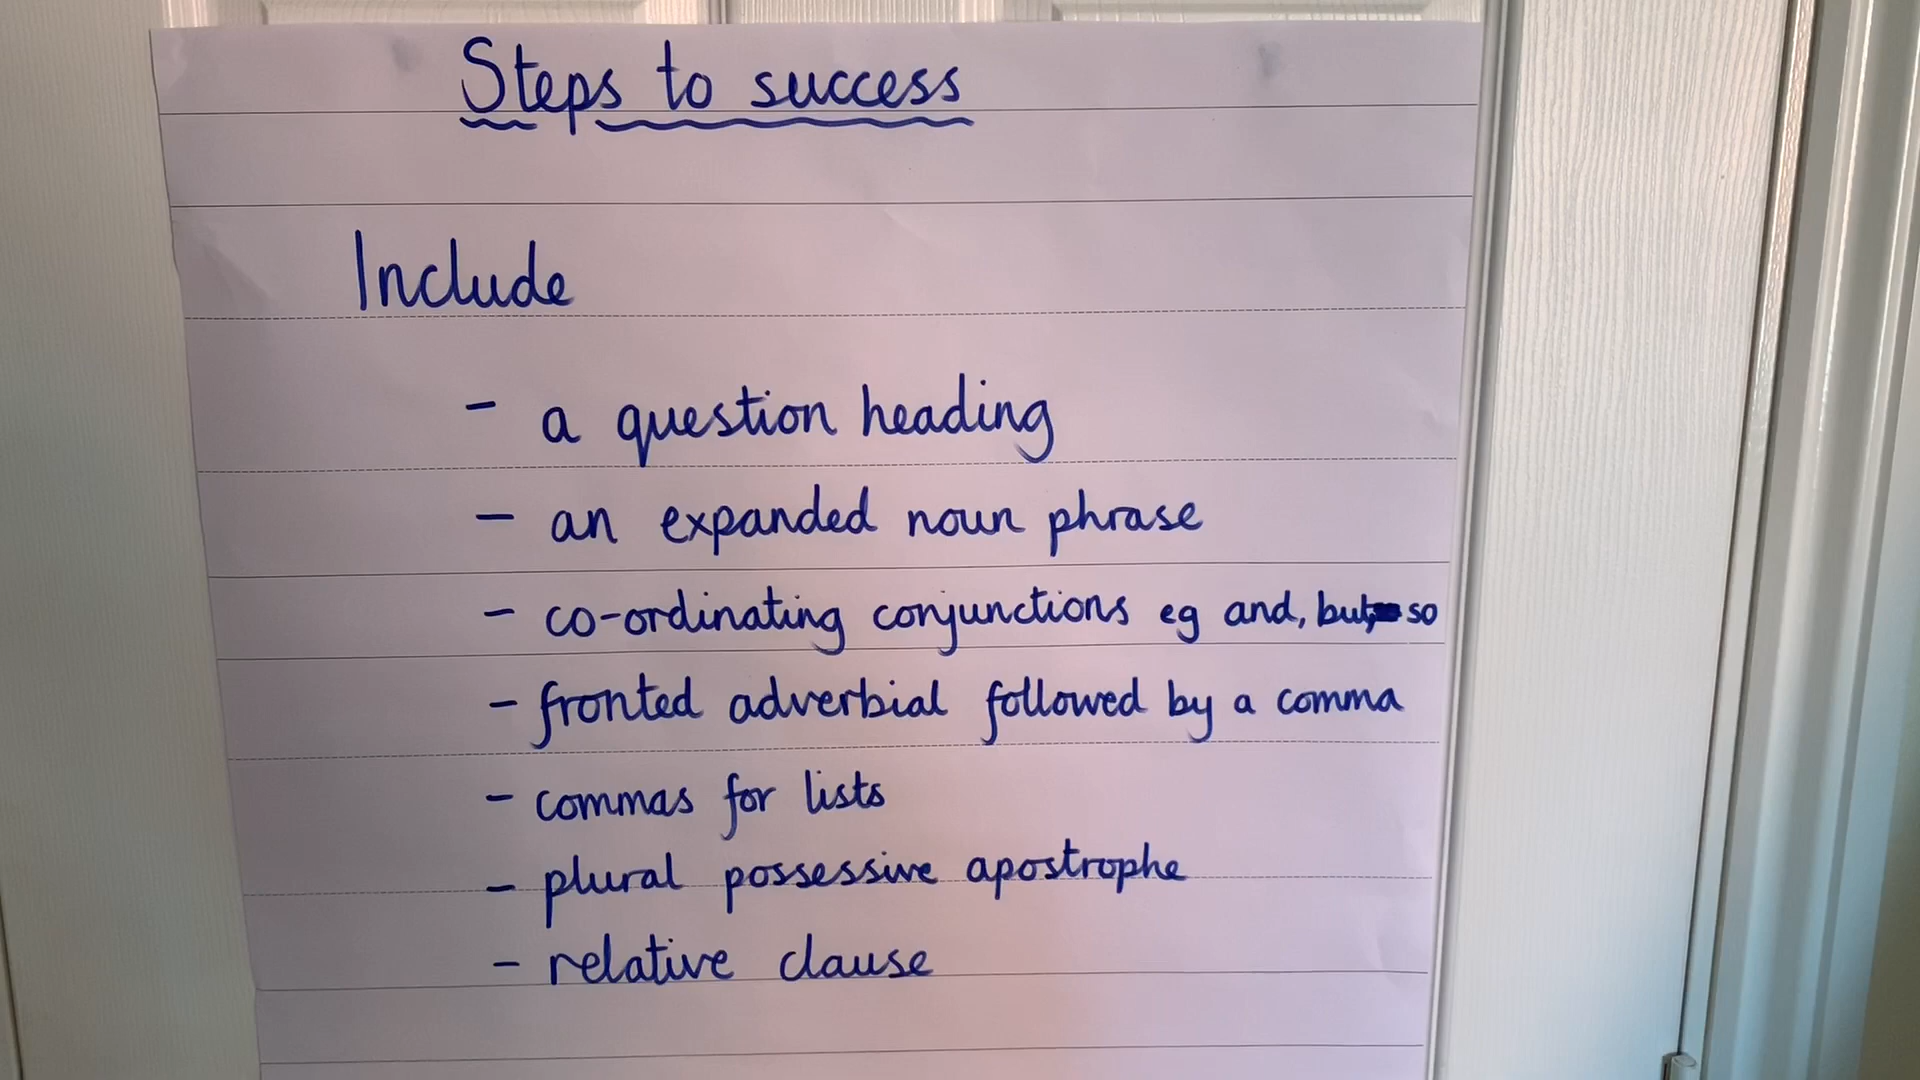 Steps to success
Include
- a question heading
- an expanded noun phrase
- co-ordinating conjunctions eg and, but, so
- fronted adverbial followed by a comma
- commas for lists
- plural possessive apostrophe
- relative clause